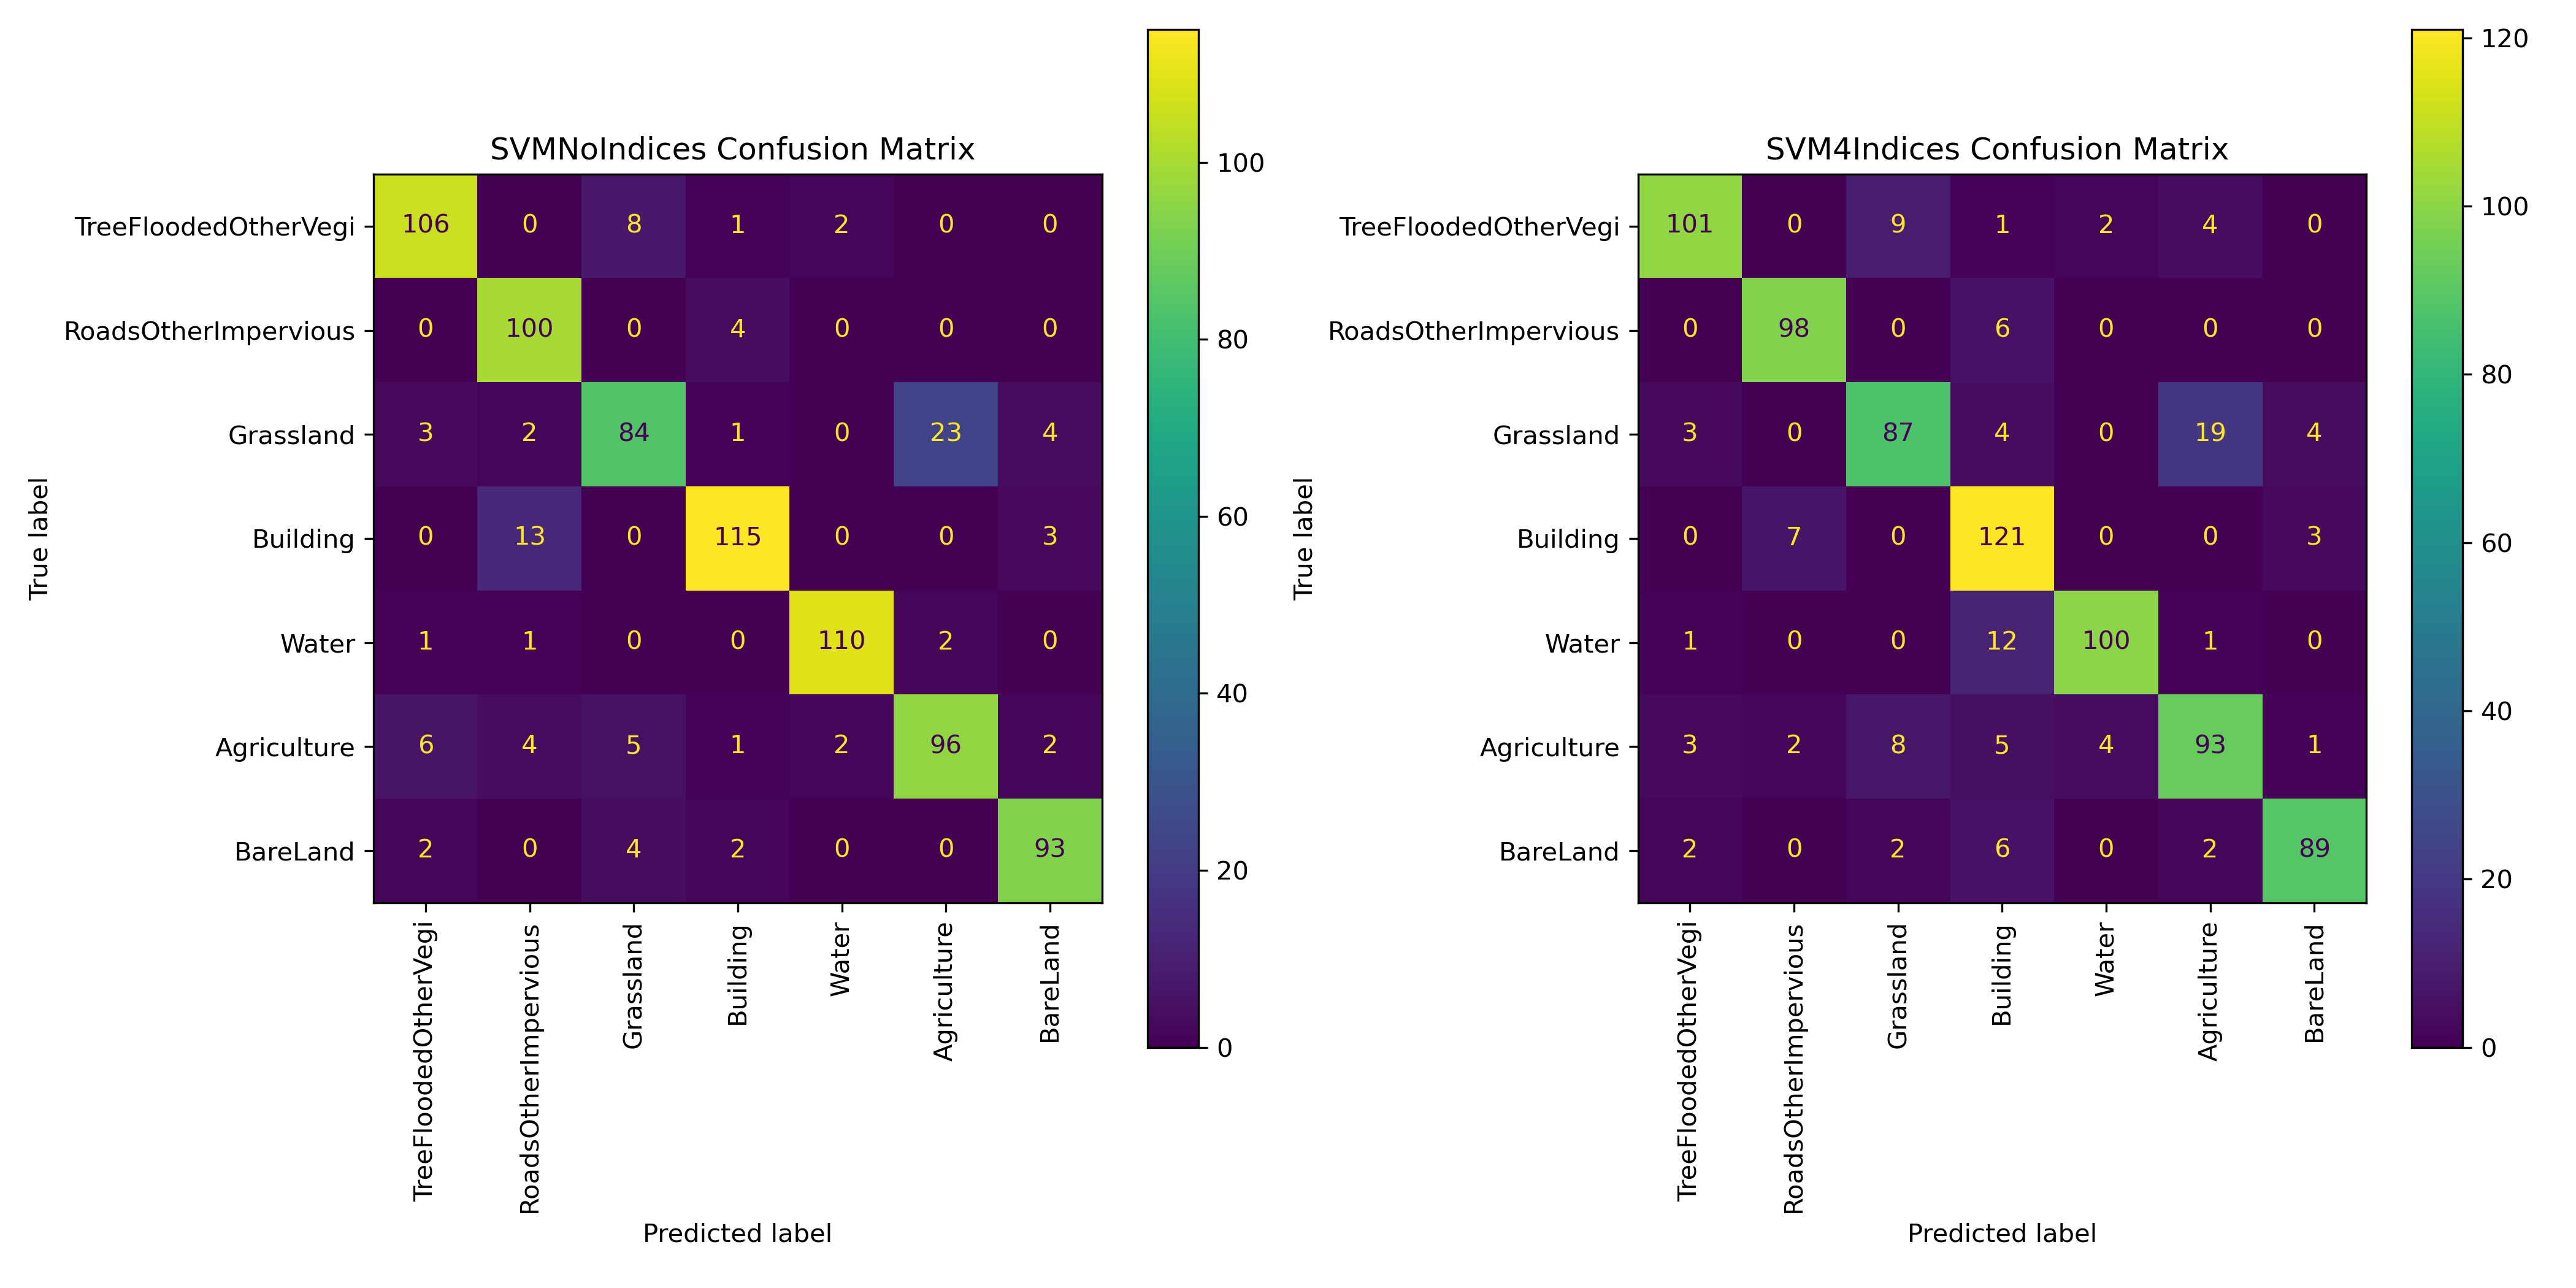 SVMNoIndices Confusion Matrix
True label
TreeFloodedOtherVegi 106 0 8 1 2 0 0
RoadsOtherImpervious 0 100 0 4 0 0 0
Grassland 3 2 84 1 0 23 4
Building 0 13 0 115 0 0 3
Water 1 1 0 0 110 2 0
Agriculture 6 4 5 1 2 96 2
BareLand 2 0 4 2 0 0 93
TreeFloodedOtherVegi
RoadsOtherImpervious
Grassland
Building
Water
Agriculture
BareLand
Predicted label
100
80
60
40
20
0
SVM4Indices Confusion Matrix
True label
TreeFloodedOtherVegi 101 0 9 1 2 4 0
RoadsOtherImpervious 0 98 0 6 0 0 0
Grassland 3 0 87 4 0 19 4
Building 0 7 0 121 0 0 3
Water 1 0 0 12 100 1 0
Agriculture 3 2 8 5 4 93 1
BareLand 2 0 2 6 0 2 89
TreeFloodedOtherVegi
RoadsOtherImpervious
Grassland
Building
Water
Agriculture
BareLand
Predicted label
120
100
80
60
40
20
0